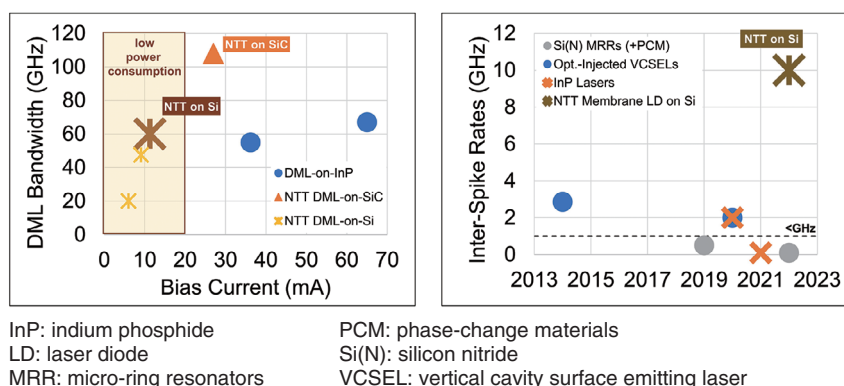 120
100
80
60
40
20
0
DML Bandwidth (GHz)
low
power
consumption
NTT on SiC
NTT on Si
DML-on-InP
NTT DML-on-SiC
NTT DML-on-Si
0 10 20 30 40 50 60 70
Bias Current (mA)
12
10
8
6
4
2
0
Inter-Spike Rates (GHz)
Si(N) MRRs (+PCM)
Opt.-Injected VCSELs
InP Lasers
NTT Membrane LD on Si
NTT on Si
<GHz
2013 2015 2017 2019 2021 2023
InP: indium phosphide
LD: laser diode
MRR: micro-ring resonators
PCM: phase-change materials
Si(N): silicon nitride
VCSEL: vertical cavity surface emitting laser